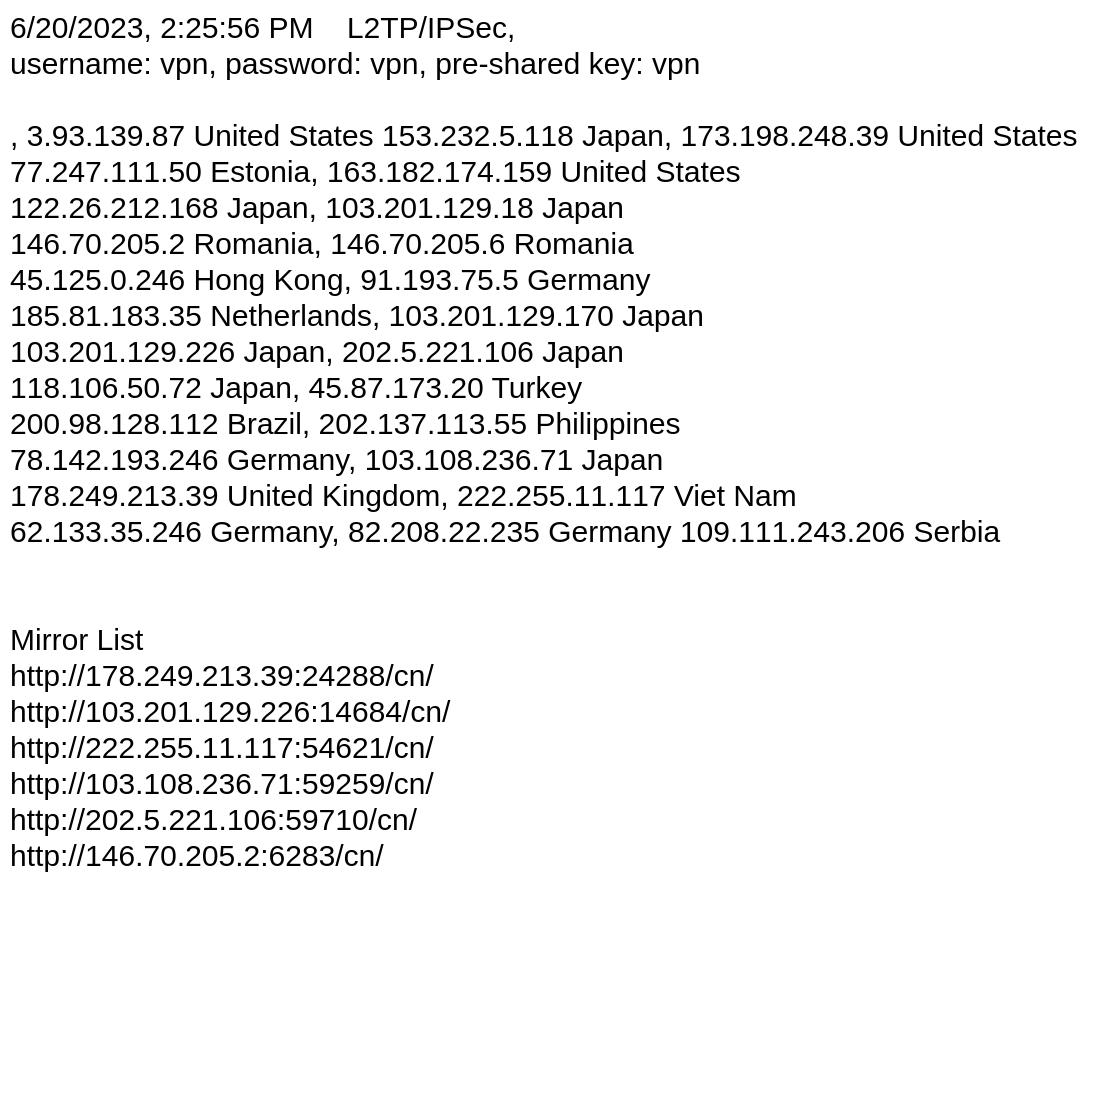 6/20/2023, 2:25:56 PM    L2TP/IPSec,
username: vpn, password: vpn, pre-shared key: vpn
, 3.93.139.87 United States 153.232.5.118 Japan, 173.198.248.39 United States
77.247.111.50 Estonia, 163.182.174.159 United States
122.26.212.168 Japan, 103.201.129.18 Japan
146.70.205.2 Romania, 146.70.205.6 Romania
45.125.0.246 Hong Kong, 91.193.75.5 Germany
185.81.183.35 Netherlands, 103.201.129.170 Japan
103.201.129.226 Japan, 202.5.221.106 Japan
118.106.50.72 Japan, 45.87.173.20 Turkey
200.98.128.112 Brazil, 202.137.113.55 Philippines
78.142.193.246 Germany, 103.108.236.71 Japan
178.249.213.39 United Kingdom, 222.255.11.117 Viet Nam
62.133.35.246 Germany, 82.208.22.235 Germany 109.111.243.206 Serbia
Mirror List
http://178.249.213.39:24288/cn/
http://103.201.129.226:14684/cn/
http://222.255.11.117:54621/cn/
http://103.108.236.71:59259/cn/
http://202.5.221.106:59710/cn/
http://146.70.205.2:6283/cn/